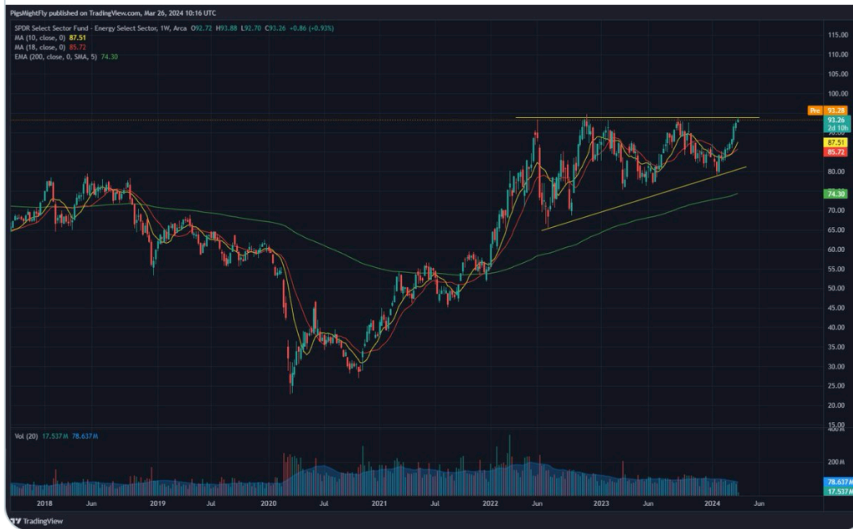 PigsMightFly published on TradingView.com, Mar 26, 2024 10:16 UTC
SPDR Select Sector Fund - Energy Select Sector, 1W, Arca O92.72 H93.88 L92.70 C93.26 +0.86 (+0.93%)
MA (10, close, 0) 87.51
MA (18, close, 0) 85.72
EMA (200, close, 0, SMA, 5) 74.30
115.00
110.00
105.00
100.00
Pre 93.28
93.26
2d 10h
90.00
87.51
85.72
80.00
74.30
70.00
65.00
60.00
55.00
50.00
45.00
40.00
35.00
30.00
25.00
20.00
15.00
400 M
Vol (20) 17.537M 78.637M
200 M
78.637M
17.537M
2018 Jun 2019 Jul 2020 Jul 2021 Jul 2022 Jun 2023 Jun 2024 Jun
TradingView